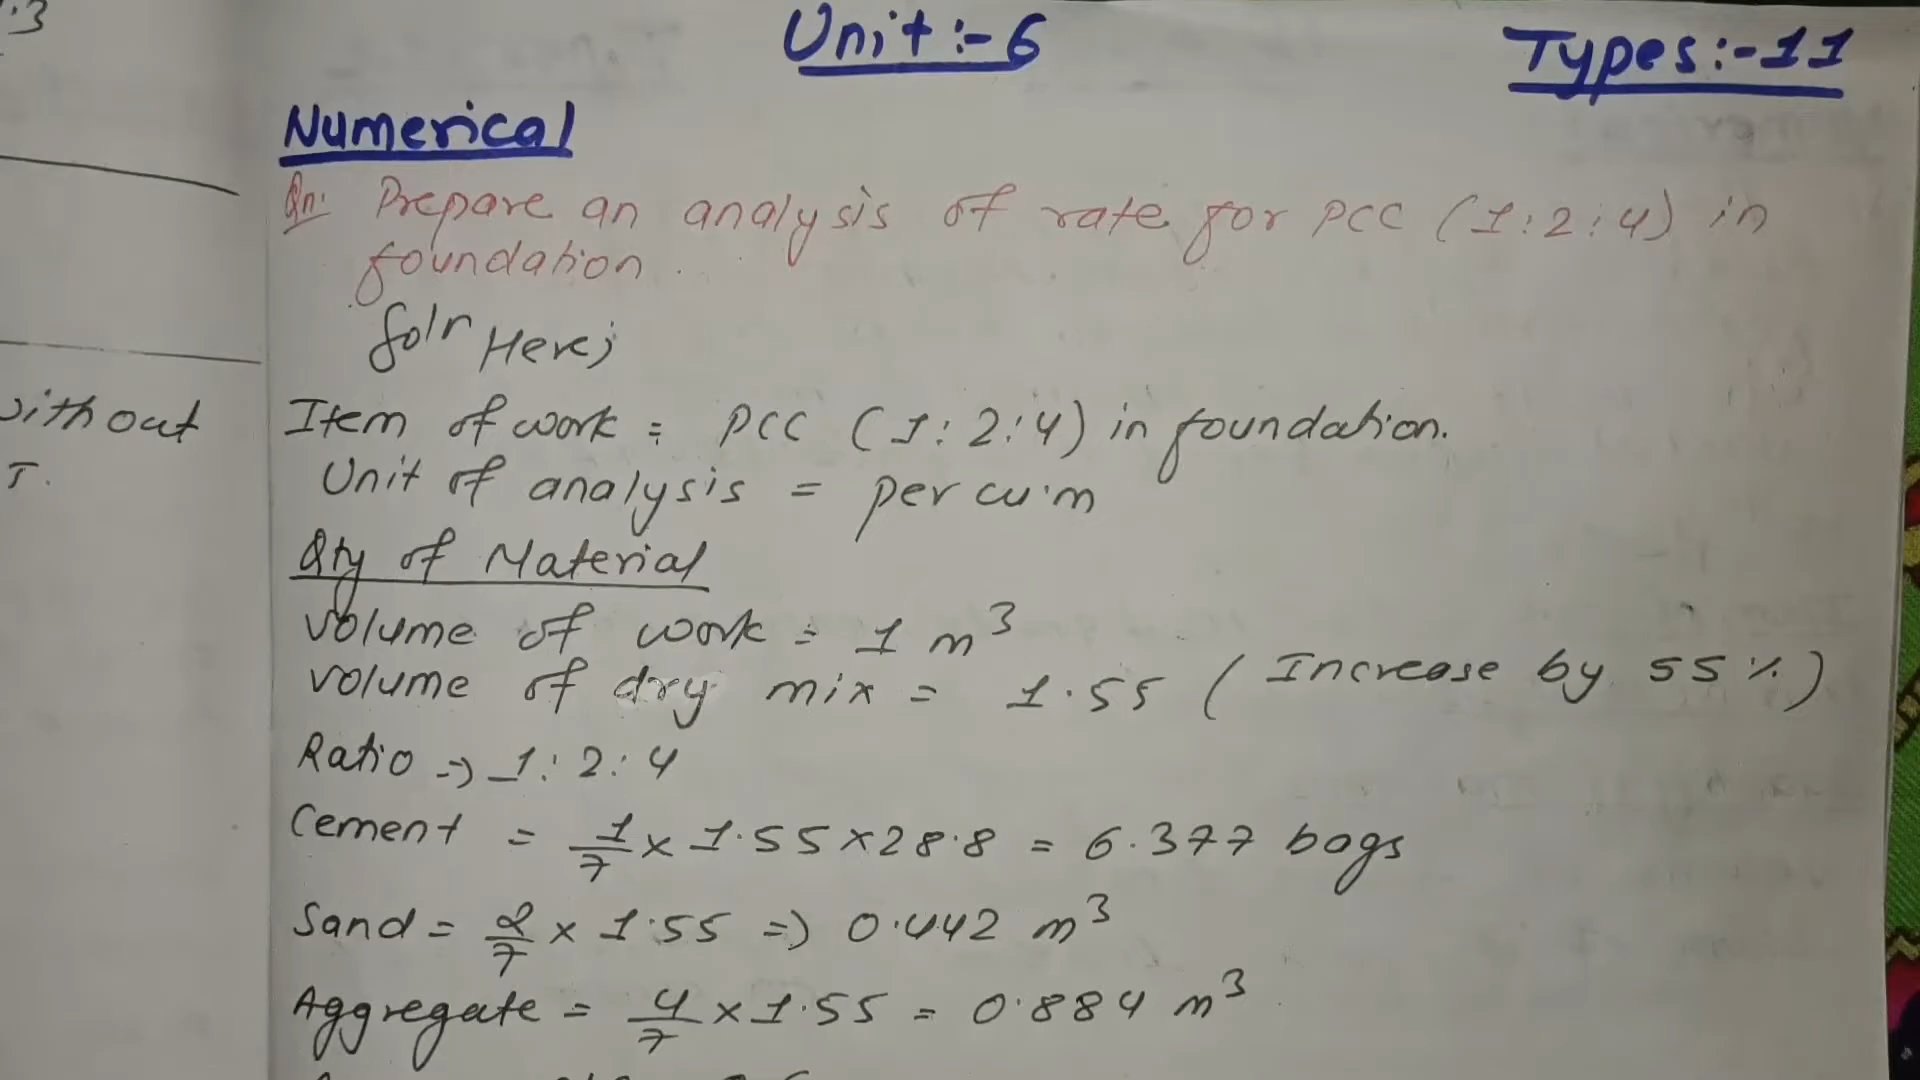 :3
Unit:-6
Types:-11
Numerical
Qn: Prepare an analysis of rate for PCC (1:2:4) in
foundation.
Soln Here;
Item of work = PCC (1:2:4) in foundation.
without
Unit of analysis = per cu.m
T.
Qty of Material
Volume of work = 1 m³
Volume of dry mix = 1.55 (Increase by 55%)
Ratio => 1:2:4
Cement = 1/7 x 1.55 x 28.8 = 6.377 bags
Sand = 2/7 x 1.55 => 0.442 m³
Aggregate = 4/7 x 1.55 = 0.884 m³